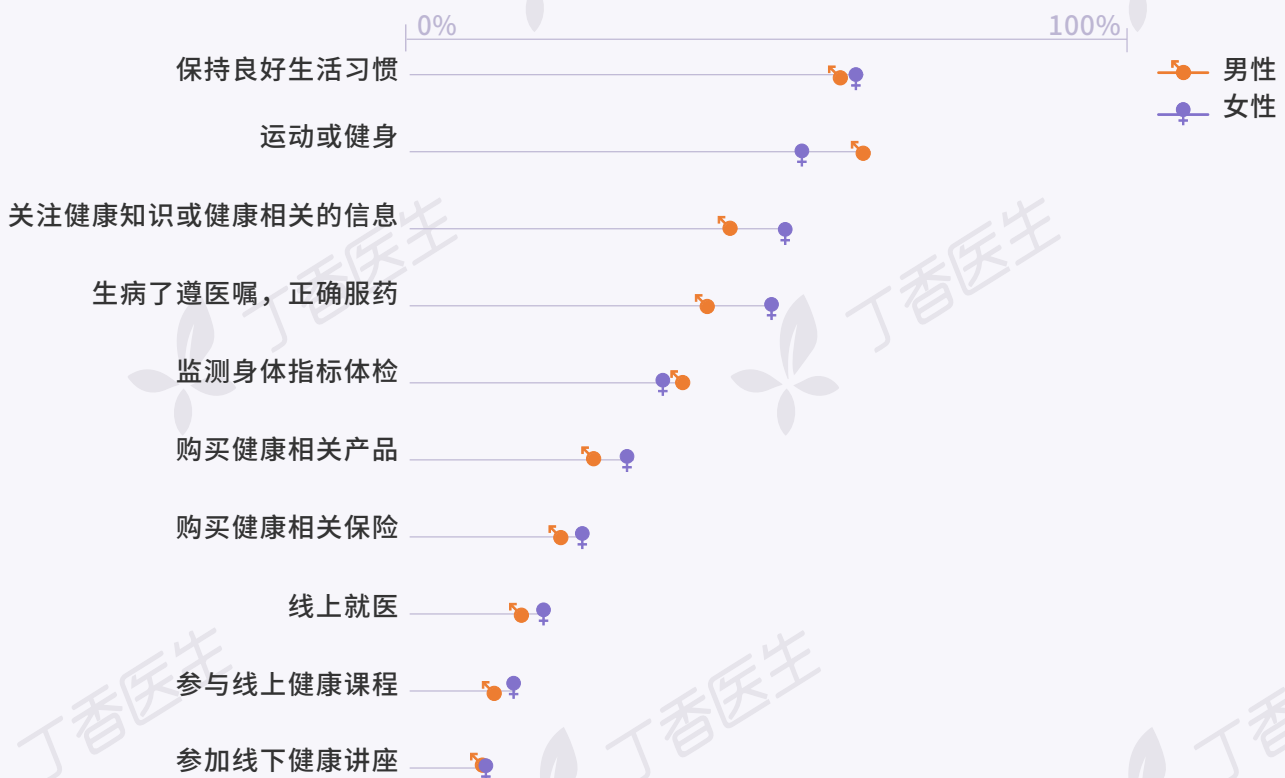 0% 100%
保持良好生活习惯
男性
女性
运动或健身
关注健康知识或健康相关的信息
生病了遵医嘱，正确服药
监测身体指标体检
购买健康相关产品
购买健康相关保险
线上就医
参与线上健康课程
参加线下健康讲座
丁香医生
丁香医生
丁香医生
丁香医生
丁香